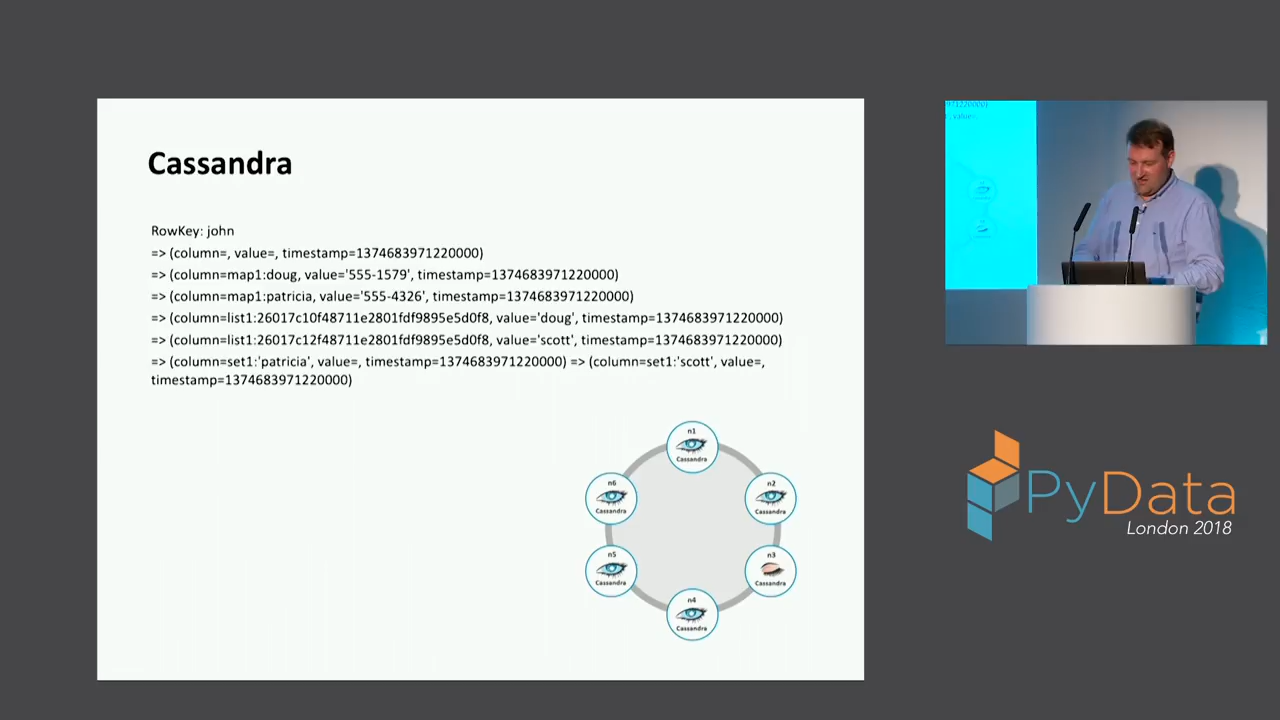 Cassandra
RowKey: john
=> (column=, value=, timestamp=1374683971220000)
=> (column=map1:doug, value='555-1579', timestamp=1374683971220000)
=> (column=map1:patricia, value='555-4326', timestamp=1374683971220000)
=> (column=list1:26017c10f48711e2801fdf9895e5d0f8, value='doug', timestamp=1374683971220000)
=> (column=list1:26017c12f48711e2801fdf9895e5d0f8, value='scott', timestamp=1374683971220000)
=> (column=set1:'patricia', value=, timestamp=1374683971220000) => (column=set1:'scott', value=,
timestamp=1374683971220000)
n1
Cassandra
n2
Cassandra
n3
Cassandra
n4
Cassandra
n5
Cassandra
n6
Cassandra
PyData
London 2018